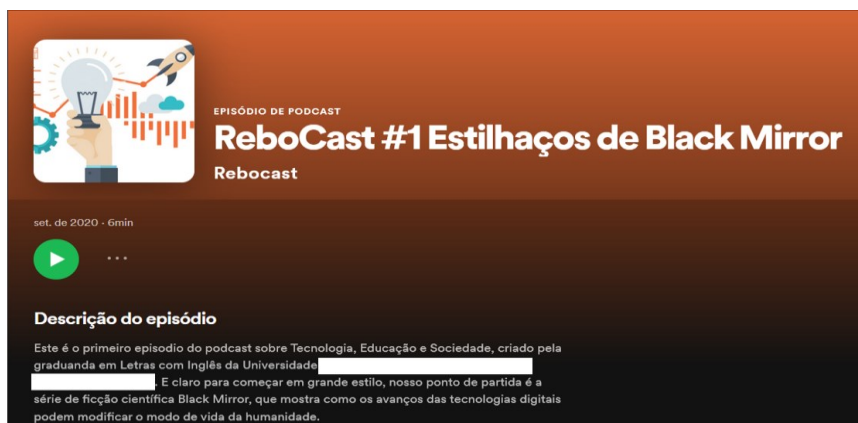 EPISÓDIO DE PODCAST
ReboCast #1 Estilhaços de Black Mirror
Rebocast
set. de 2020 · 6min
Descrição do episódio
Este é o primeiro episodio do podcast sobre Tecnologia, Educação e Sociedade, criado pela
graduanda em Letras com Inglês da Universidade
. E claro para começar em grande estilo, nosso ponto de partida é a
série de ficção científica Black Mirror, que mostra como os avanços das tecnologias digitais
podem modificar o modo de vida da humanidade.